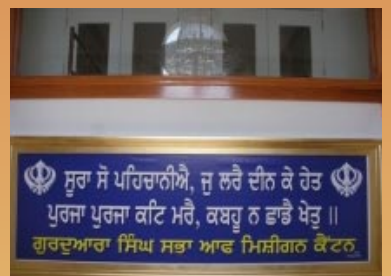 ਸੂਰਾ ਸੋ ਪਹਿਚਾਨੀਐ, ਜੁ ਲਰੈ ਦੀਨ ਕੇ ਹੇਤ
ਪੁਰਜਾ ਪੁਰਜਾ ਕਟਿ ਮਰੈ, ਕਬਹੂ ਨ ਛਾਡੈ ਖੇਤੁ ॥
ਗੁਰਦੁਆਰਾ ਸਿੰਘ ਸਭਾ ਆਫ ਮਿਸ਼ੀਗਨ ਕੈਂਟਨ